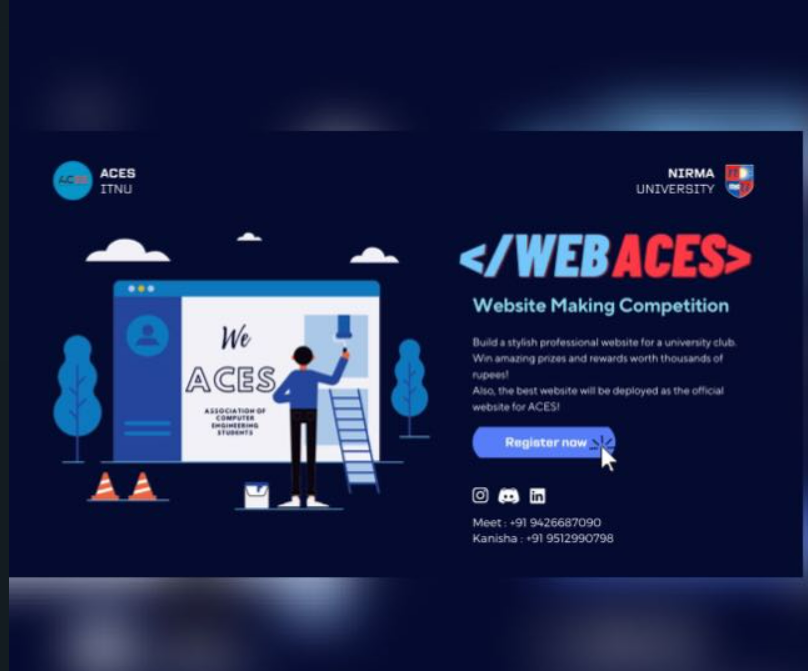 ACES
ITNU
NIRMA
UNIVERSITY
</WEBACES>
Website Making Competition
Build a stylish professional website for a university club.
Win amazing prizes and rewards worth thousands of
rupees!
Also, the best website will be deployed as the official
website for ACES!
Register now
Meet : +91 9426687090
Kanisha : +91 9512990798
We
ACES
ASSOCIATION OF
COMPUTER
ENGINEERING
STUDENTS
ACES